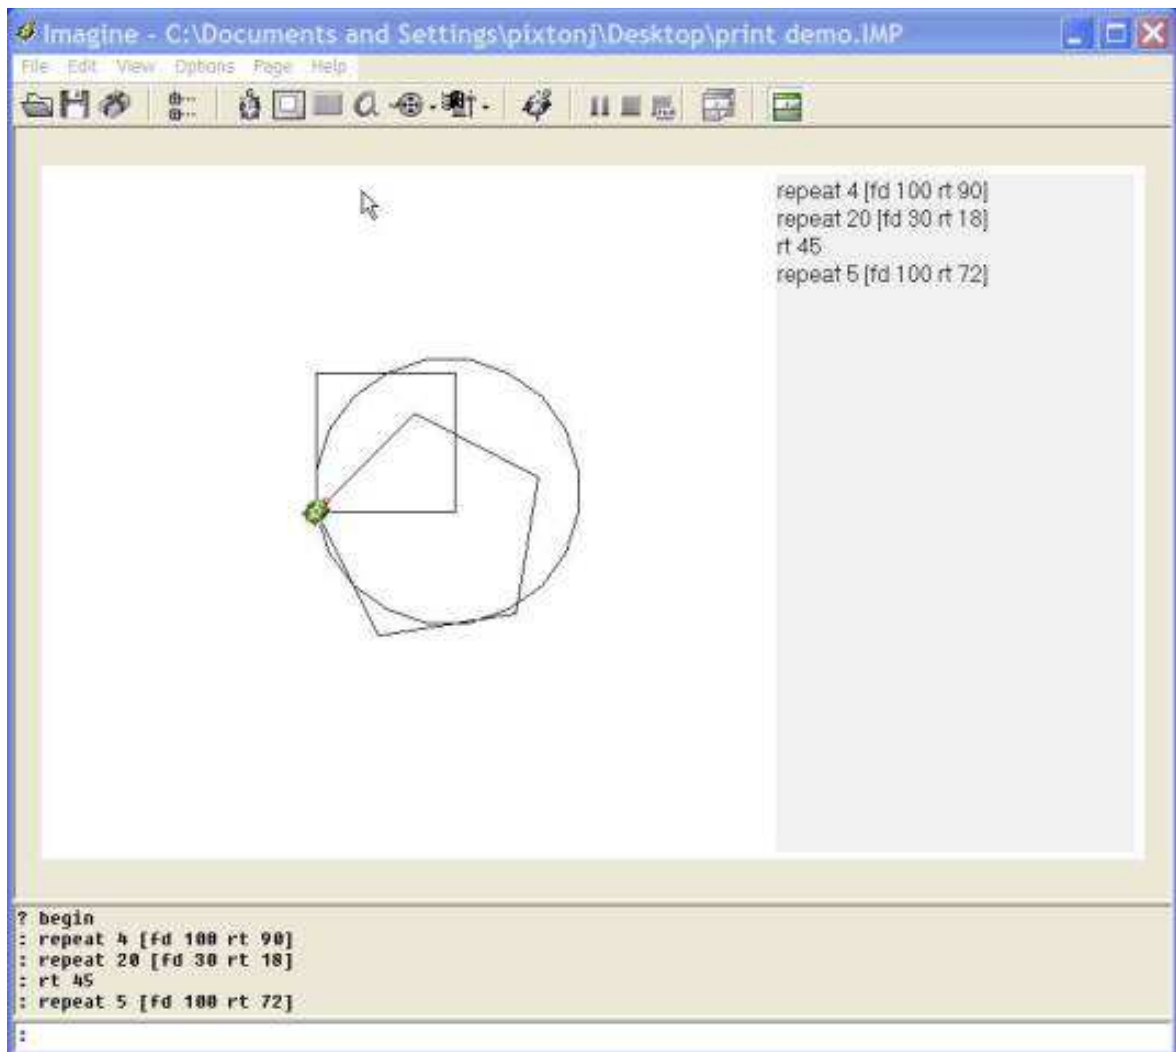 Imagine - C:\Documents and Settings\pixtonj\Desktop\print demo.IMP
File Edit View Options Page Help
repeat 4 [fd 100 rt 90]
repeat 20 [fd 30 rt 18]
rt 45
repeat 5 [fd 100 rt 72]
? begin
: repeat 4 [fd 100 rt 90]
: repeat 20 [fd 30 rt 18]
: rt 45
: repeat 5 [fd 100 rt 72]
: